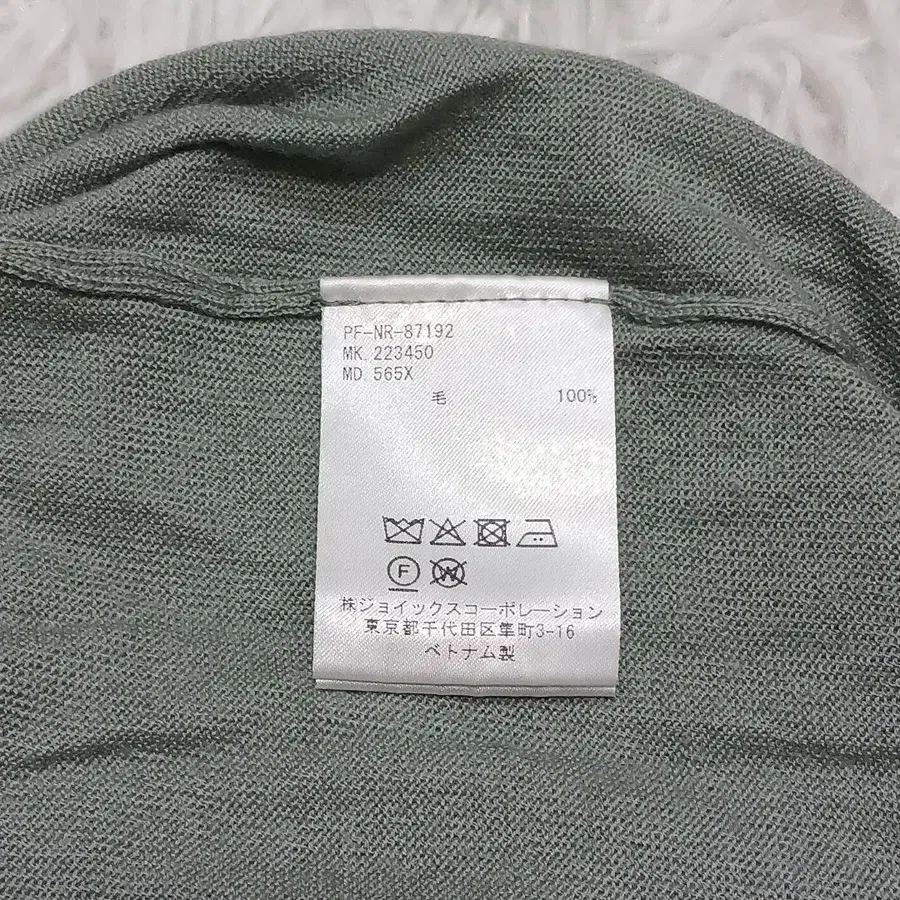 PF-NR-87192
MK. 223450
MD. 565X
毛 100%
F W
株ジョイックスコーポレーション
東京都千代田区隼町3-16
ベトナム製